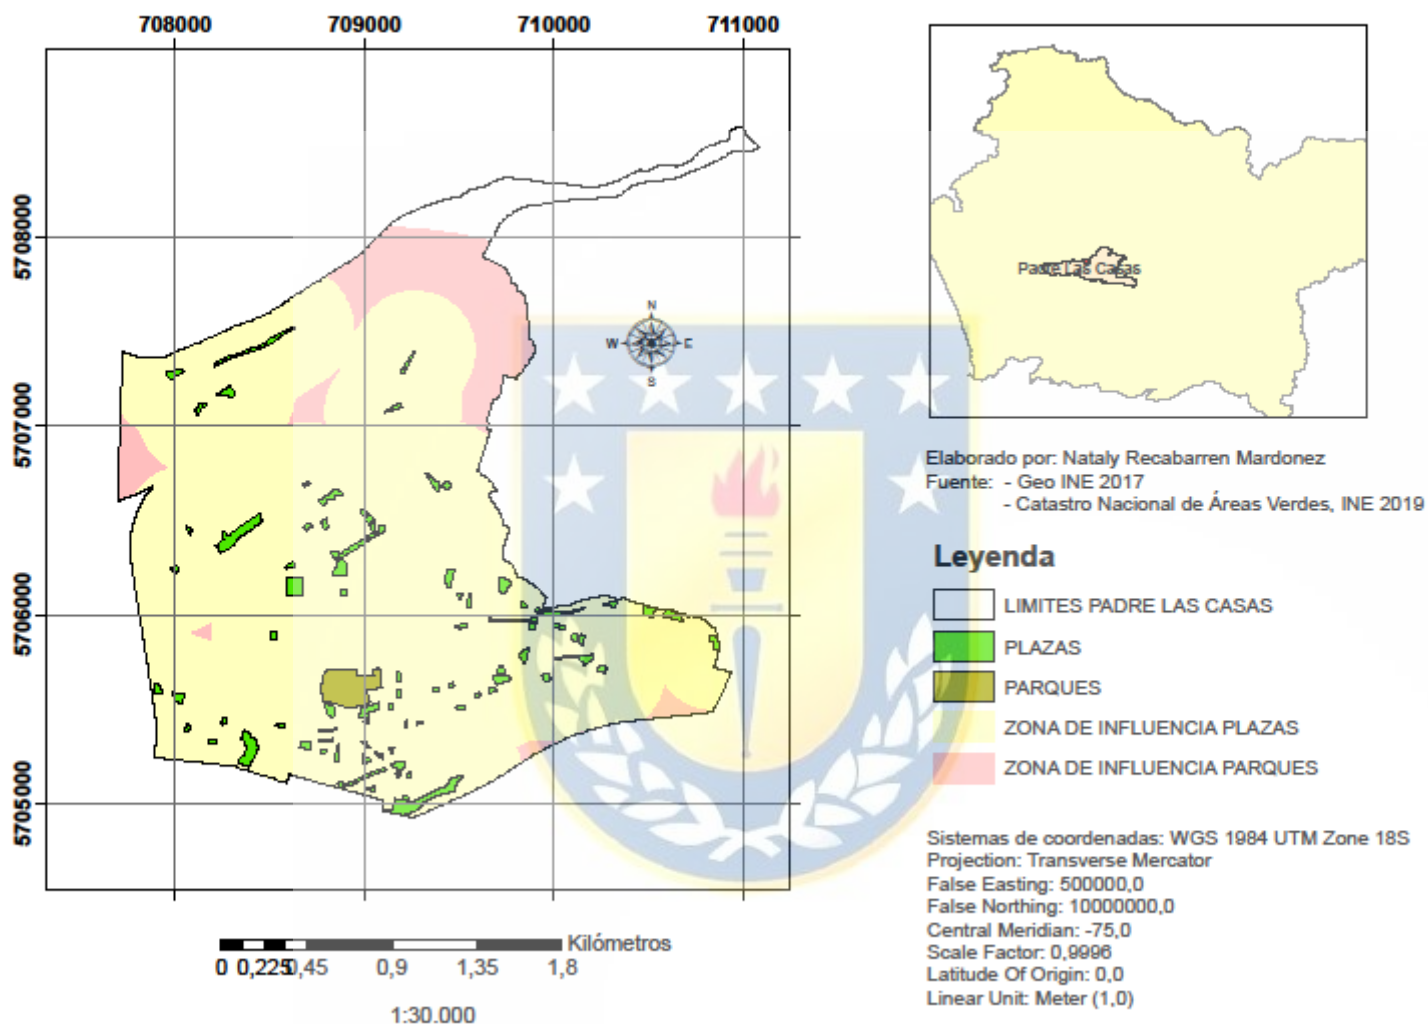 708000 709000 710000 711000
5708000
5707000
5706000
5705000
N
W E
S
Padre Las Casas
Elaborado por: Nataly Recabarren Mardonez
Fuente: - Geo INE 2017
- Catastro Nacional de Áreas Verdes, INE 2019
Leyenda
LIMITES PADRE LAS CASAS
PLAZAS
PARQUES
ZONA DE INFLUENCIA PLAZAS
ZONA DE INFLUENCIA PARQUES
Sistemas de coordenadas: WGS 1984 UTM Zone 18S
Projection: Transverse Mercator
False Easting: 500000,0
False Northing: 10000000,0
Central Meridian: -75,0
Scale Factor: 0,9996
Latitude Of Origin: 0,0
Linear Unit: Meter (1,0)
Kilómetros
0 0,225 0,45 0,9 1,35 1,8
1:30.000